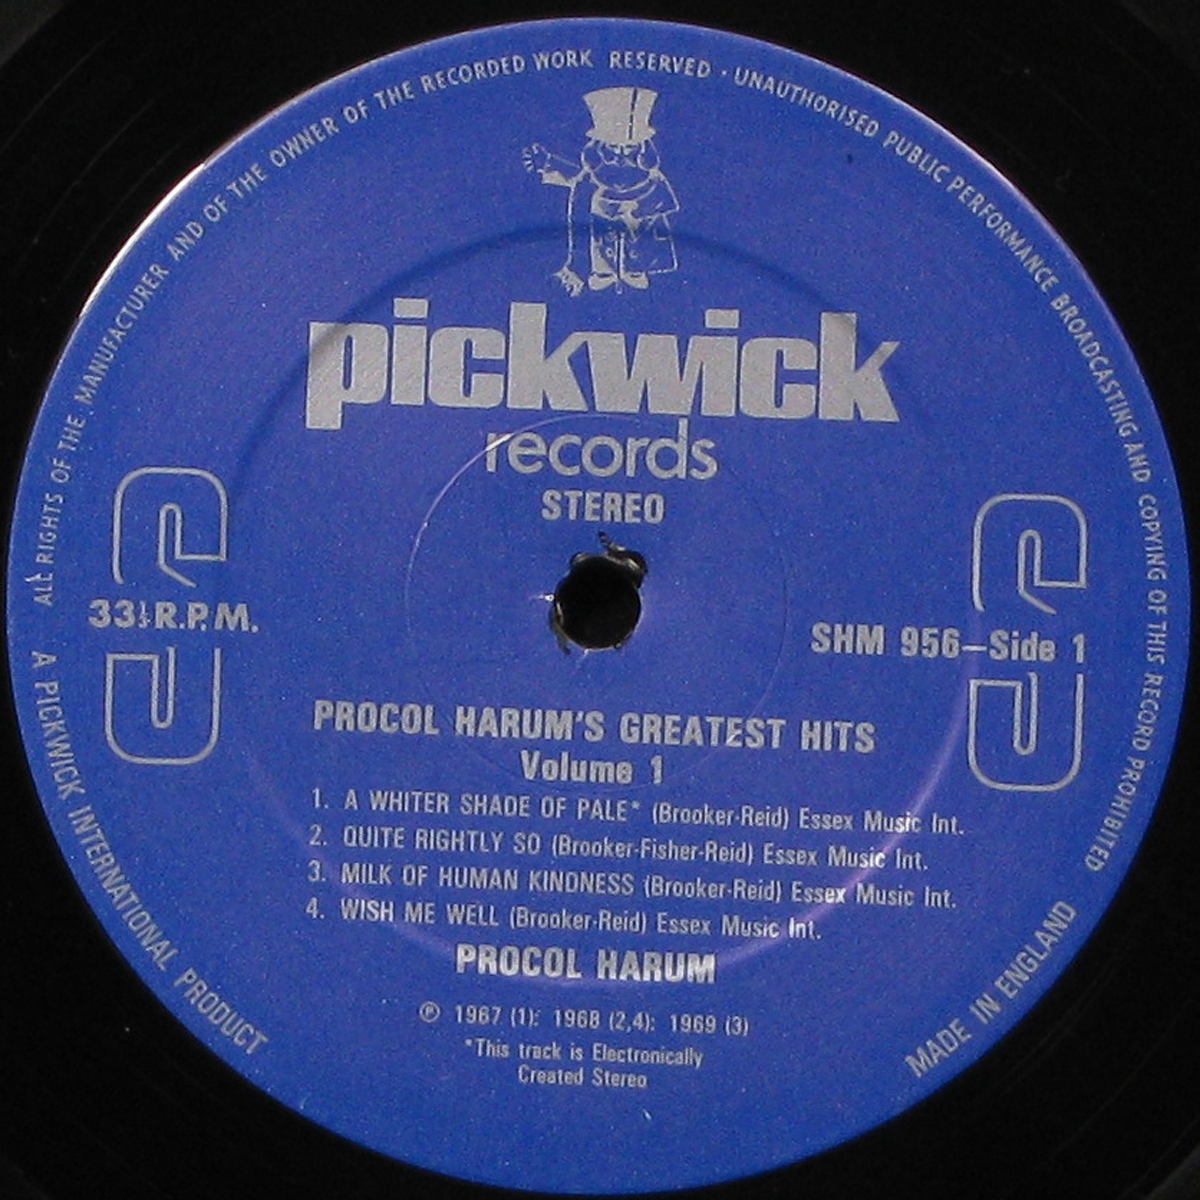 ALL RIGHTS OF THE MANUFACTURER AND OF THE OWNER OF THE RECORDED WORK RESERVED · UNAUTHORISED PUBLIC PERFORMANCE BROADCASTING AND COPYING OF THIS RECORD PROHIBITED
pickwick
records
STEREO
33⅓ R.P.M.
SHM 956–Side 1
PROCOL HARUM'S GREATEST HITS
Volume 1
1. A WHITER SHADE OF PALE* (Brooker-Reid) Essex Music Int.
2. QUITE RIGHTLY SO (Brooker-Fisher-Reid) Essex Music Int.
3. MILK OF HUMAN KINDNESS (Brooker-Reid) Essex Music Int.
4. WISH ME WELL (Brooker-Reid) Essex Music Int.
PROCOL HARUM
℗ 1967 (1): 1968 (2,4): 1969 (3)
*This track is Electronically
Created Stereo
A PICKWICK INTERNATIONAL PRODUCT
MADE IN ENGLAND